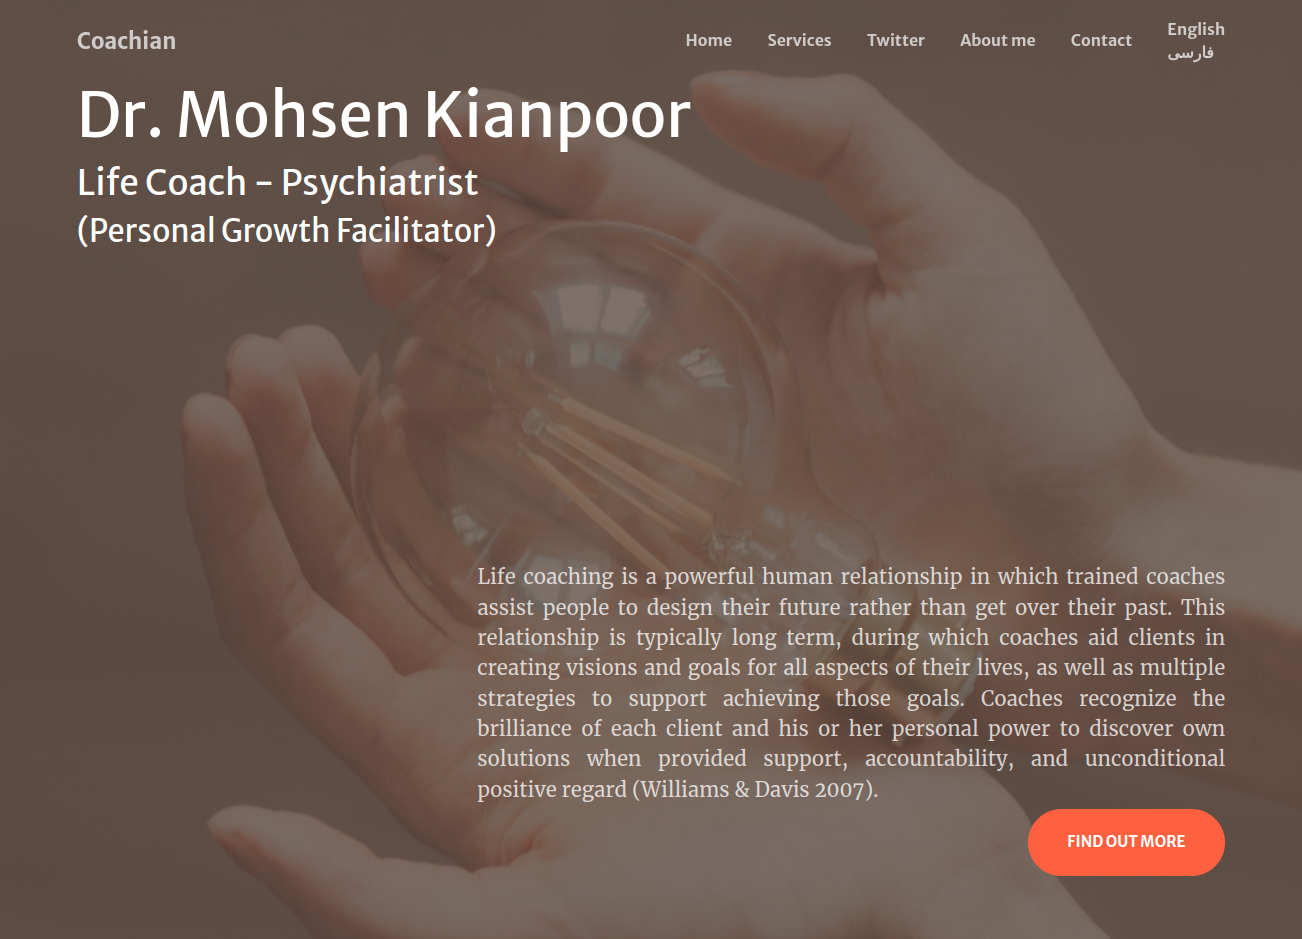 Coachian
Home Services Twitter About me Contact English
فارسی
Dr. Mohsen Kianpoor
Life Coach - Psychiatrist
(Personal Growth Facilitator)
Life coaching is a powerful human relationship in which trained coaches
assist people to design their future rather than get over their past. This
relationship is typically long term, during which coaches aid clients in
creating visions and goals for all aspects of their lives, as well as multiple
strategies to support achieving those goals. Coaches recognize the
brilliance of each client and his or her personal power to discover own
solutions when provided support, accountability, and unconditional
positive regard (Williams & Davis 2007).
FIND OUT MORE